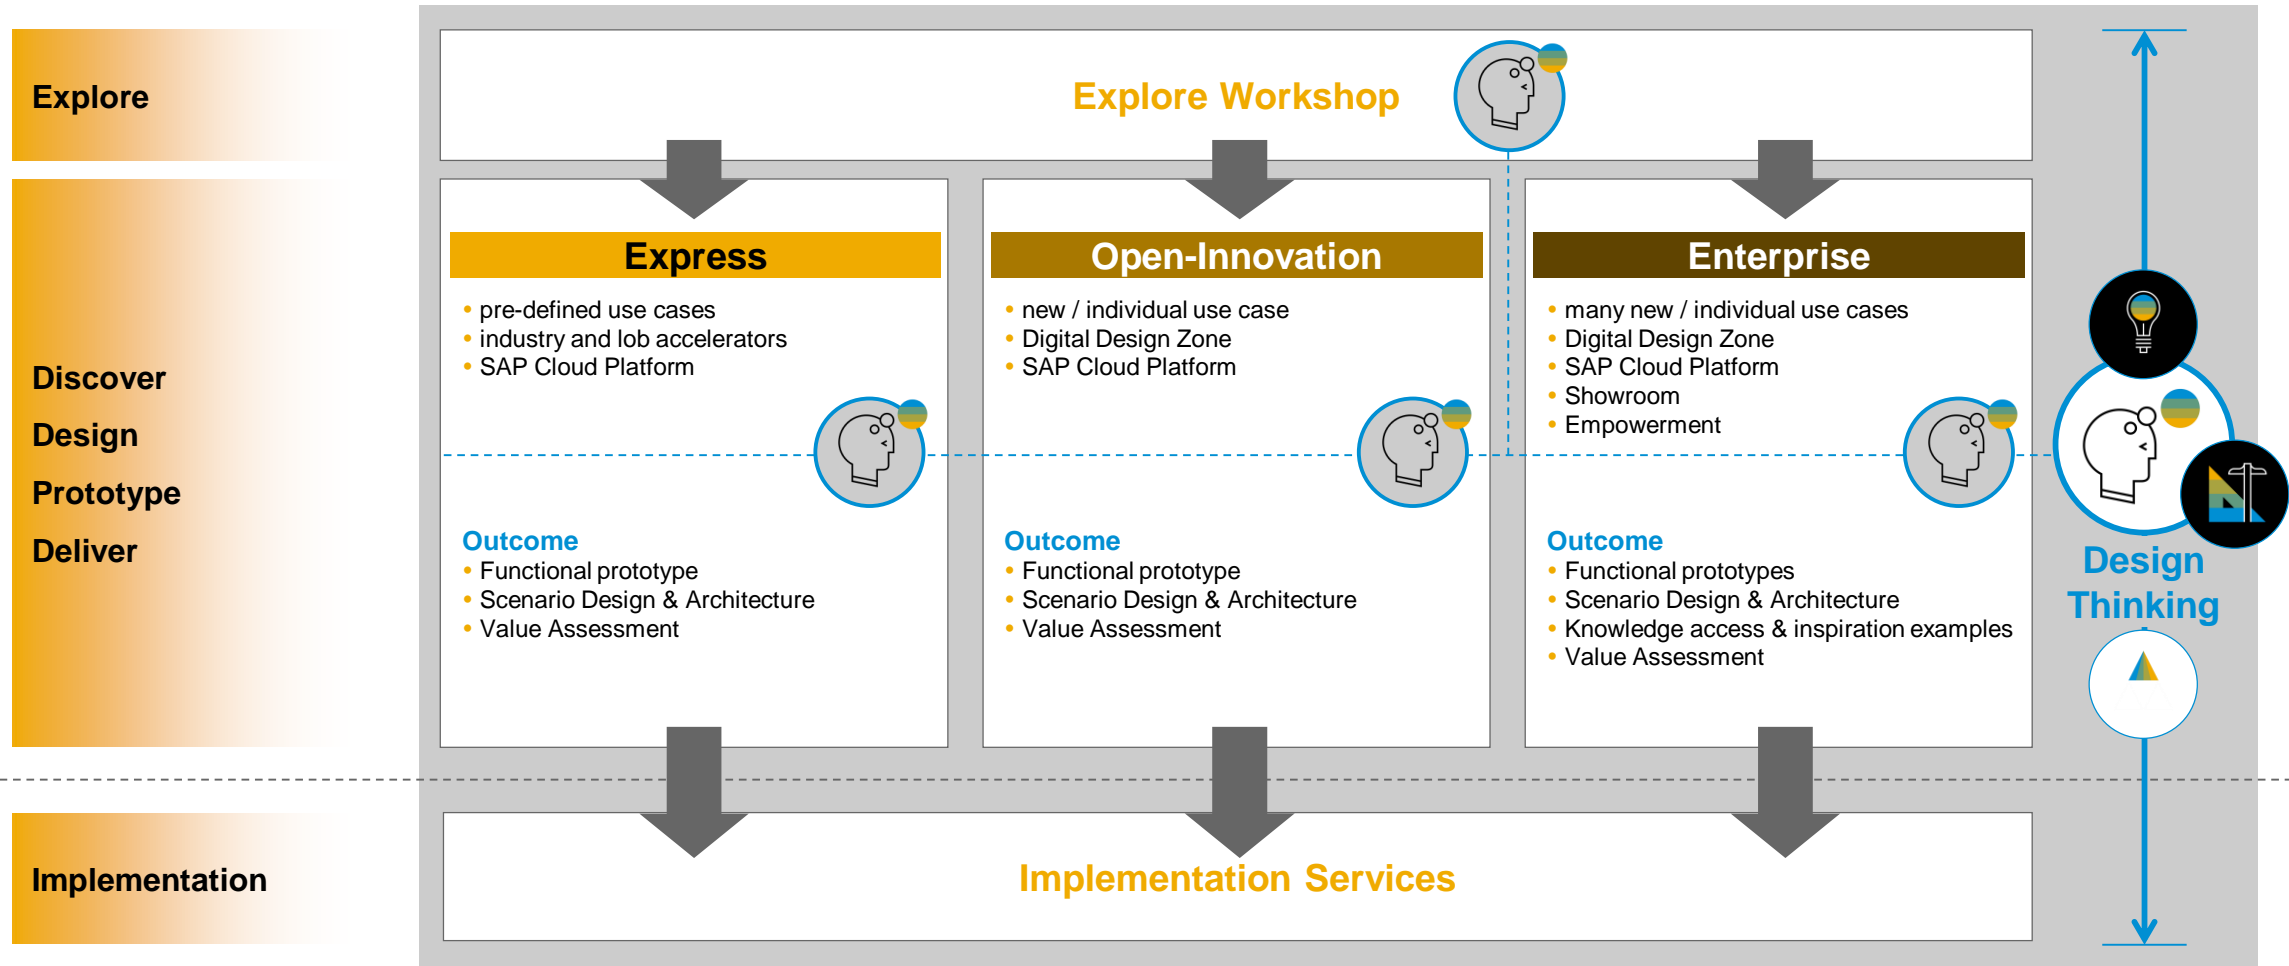 Explore
Explore Workshop
Discover
Design
Prototype
Deliver
Express
• pre-defined use cases
• industry and lob accelerators
• SAP Cloud Platform
Outcome
• Functional prototype
• Scenario Design & Architecture
• Value Assessment
Open-Innovation
• new / individual use case
• Digital Design Zone
• SAP Cloud Platform
Outcome
• Functional prototype
• Scenario Design & Architecture
• Value Assessment
Enterprise
• many new / individual use cases
• Digital Design Zone
• SAP Cloud Platform
• Showroom
• Empowerment
Outcome
• Functional prototypes
• Scenario Design & Architecture
• Knowledge access & inspiration examples
• Value Assessment
Design
Thinking
Implementation
Implementation Services